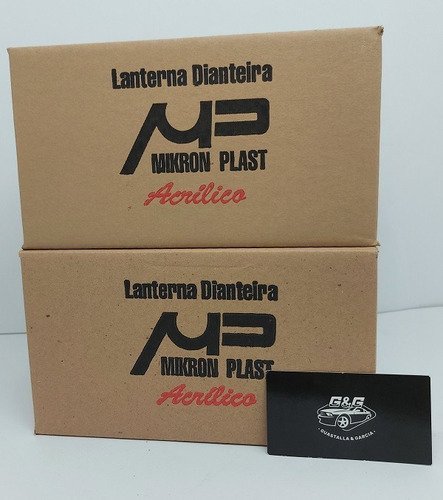 Lanterna Dianteira
MP
MIKRON PLAST
Acrílico
Lanterna Dianteira
MP
MIKRON PLAST
Acrílico
G&G
· GUASTALLA & GARCIA ·